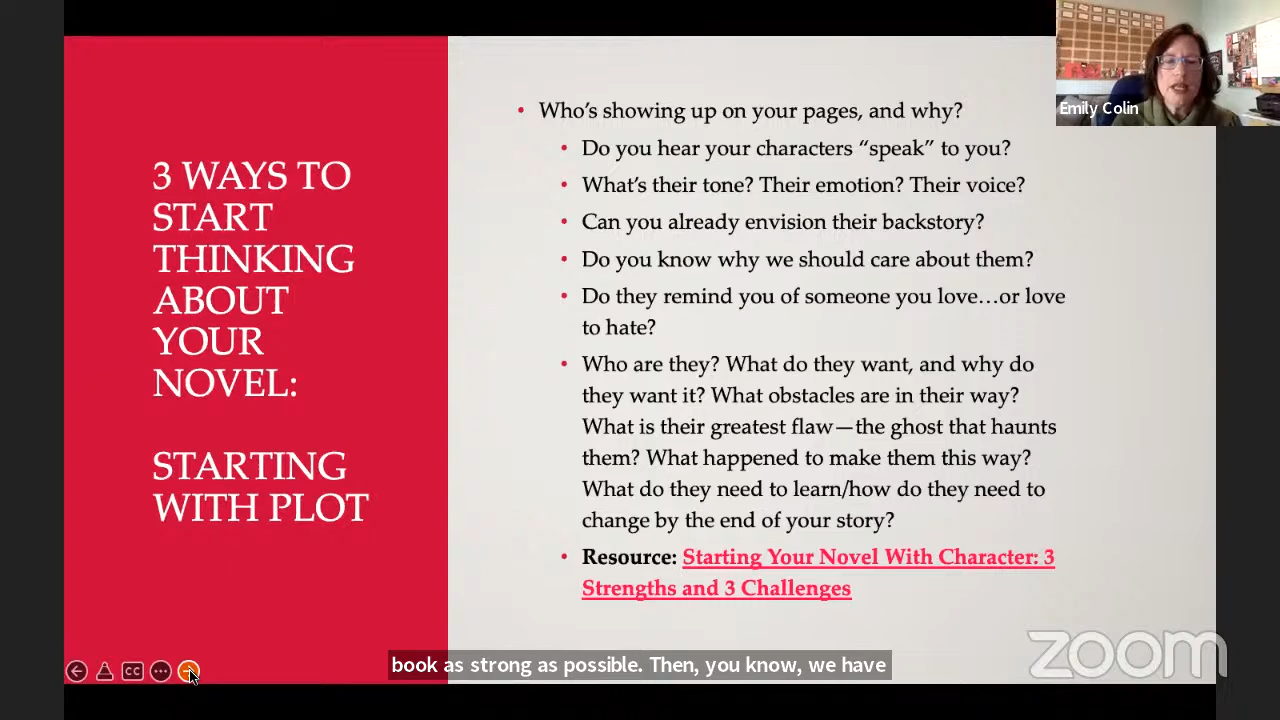 3 WAYS TO
START
THINKING
ABOUT
YOUR
NOVEL:
STARTING
WITH PLOT
• Who's showing up on your pages, and why?
• Do you hear your characters “speak” to you?
• What's their tone? Their emotion? Their voice?
• Can you already envision their backstory?
• Do you know why we should care about them?
• Do they remind you of someone you love…or love
to hate?
• Who are they? What do they want, and why do
they want it? What obstacles are in their way?
What is their greatest flaw—the ghost that haunts
them? What happened to make them this way?
What do they need to learn/how do they need to
change by the end of your story?
• Resource: Starting Your Novel With Character: 3
Strengths and 3 Challenges
Emily Colin
CC
book as strong as possible. Then, you know, we have
zoom